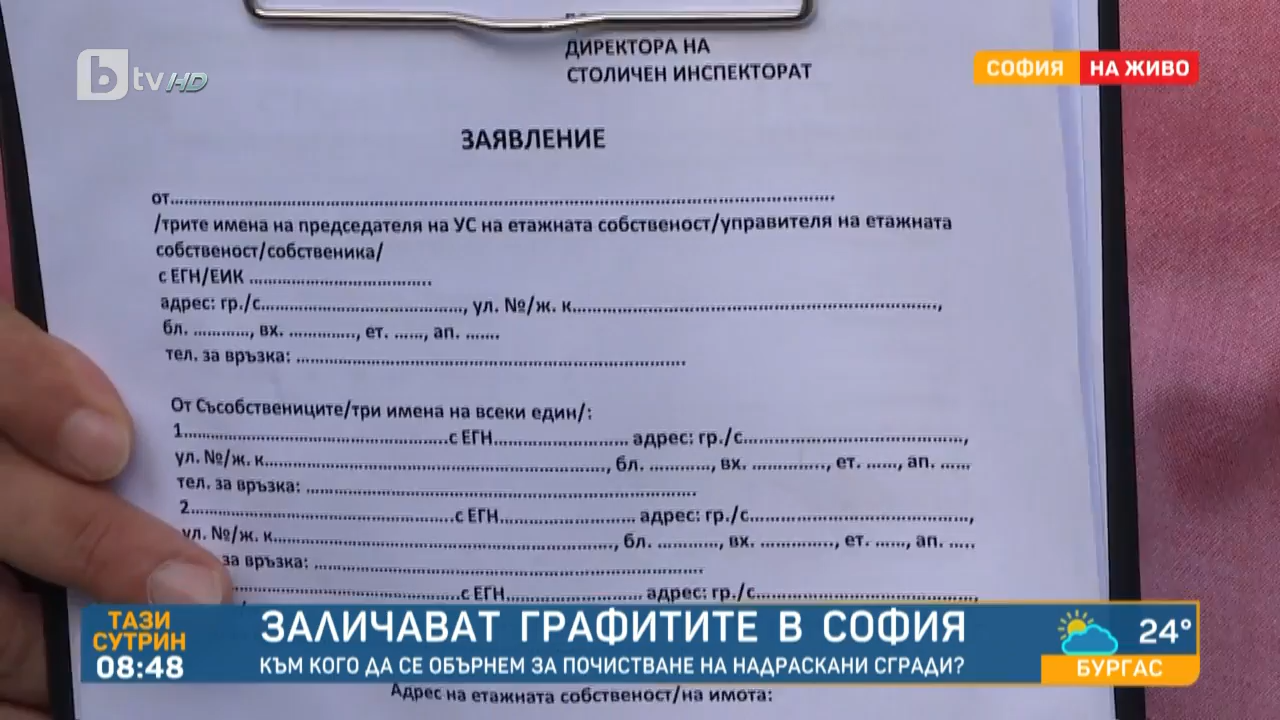 ДИРЕКТОРА НА
СТОЛИЧЕН ИНСПЕКТОРАТ
btv HD
СОФИЯ НА ЖИВО
ЗАЯВЛЕНИЕ
от....................................................................................................
/трите имена на председателя на УС на етажната собственост/управителя на етажната
собственост/собственика/
с ЕГН/ЕИК ................................
адрес: гр./с...................................., ул. №/ж. к.................................................................,
бл. ..........., вх. ............., ет. ......, ап. .......
тел. за връзка: .....................................................................
От Съсобствениците/три имена на всеки един/:
1...............................................с ЕГН........................ адрес: гр./с.......................................,
ул. №/ж. к............................................................., бл. ..........., вх. ............., ет. ......, ап. ......
тел. за връзка: .....................................................................
2...............................................с ЕГН........................ адрес: гр./с.......................................,
ул. №/ж. к............................................................., бл. ..........., вх. ............., ет. ......, ап. .....
за връзка: .....................................................................
.........................................с ЕГН........................ адрес: гр./с.......................................,
ТАЗИ
СУТРИН
08:48
ЗАЛИЧАВАТ ГРАФИТИТЕ В СОФИЯ
КЪМ КОГО ДА СЕ ОБЪРНЕМ ЗА ПОЧИСТВАНЕ НА НАДРАСКАНИ СГРАДИ?
24°
БУРГАС
Адрес на етажната собственост/на имота: